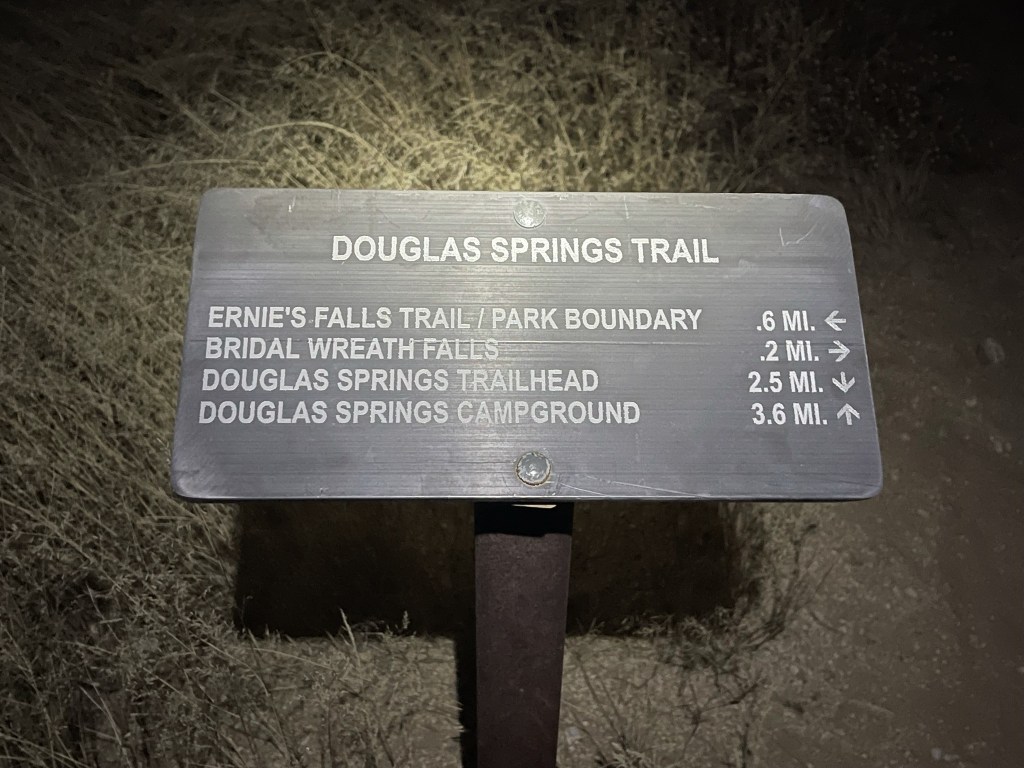 DOUGLAS SPRINGS TRAIL
ERNIE'S FALLS TRAIL / PARK BOUNDARY .6 MI. ←
BRIDAL WREATH FALLS .2 MI. →
DOUGLAS SPRINGS TRAILHEAD 2.5 MI. ↓
DOUGLAS SPRINGS CAMPGROUND 3.6 MI. ↑